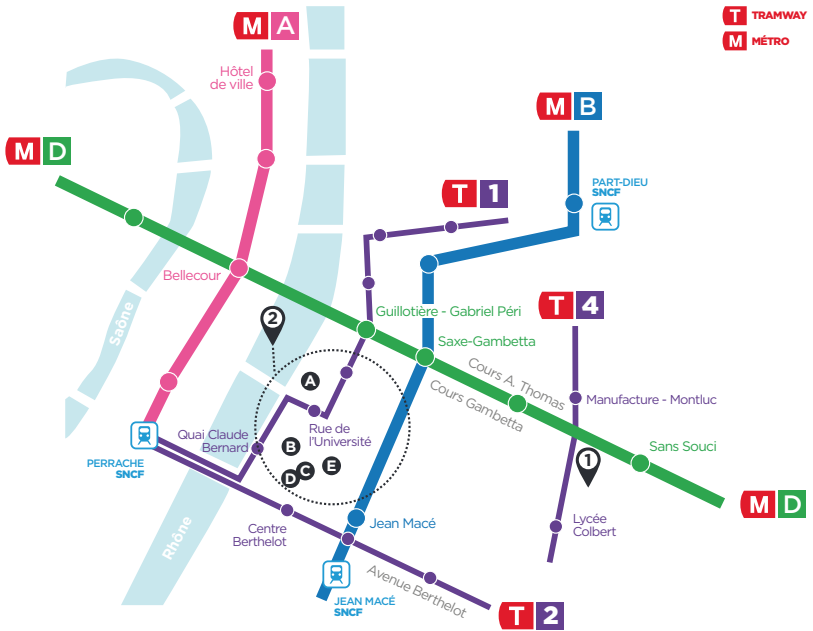 M A
T TRAMWAY
M MÉTRO
Hôtel
de ville
M B
M D
PART-DIEU
SNCF
T 1
Bellecour
Saône
2
Guillotière - Gabriel Péri
T 4
Saxe-Gambetta
Cours A. Thomas
Cours Gambetta
A
Manufacture - Montluc
Quai Claude
Bernard
Rue de
l'Université
B
C
D
E
Sans Souci
1
PERRACHE
SNCF
M D
Rhône
Centre
Berthelot
Jean Macé
Lycée
Colbert
Avenue Berthelot
JEAN MACÉ
SNCF
T 2